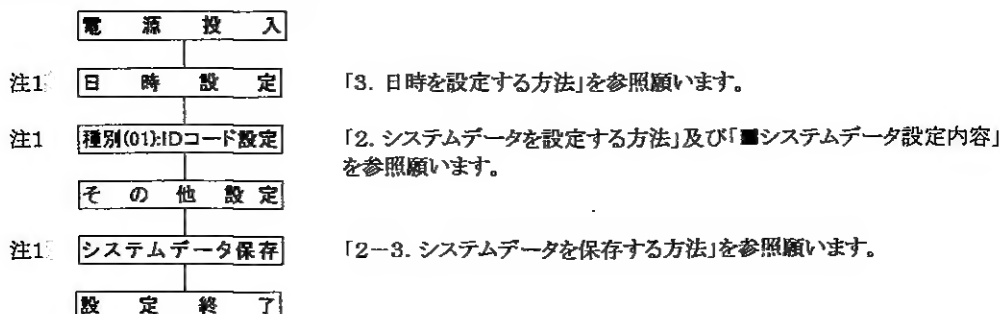 電源投入
注1 日時設定 「3. 日時を設定する方法」を参照願います。
注1 種別(01):IDコード設定 「2. システムデータを設定する方法」及び「■システムデータ設定内容」
を参照願います。
その他設定
注1 システムデータ保存 「2-3. システムデータを保存する方法」を参照願います。
設定終了